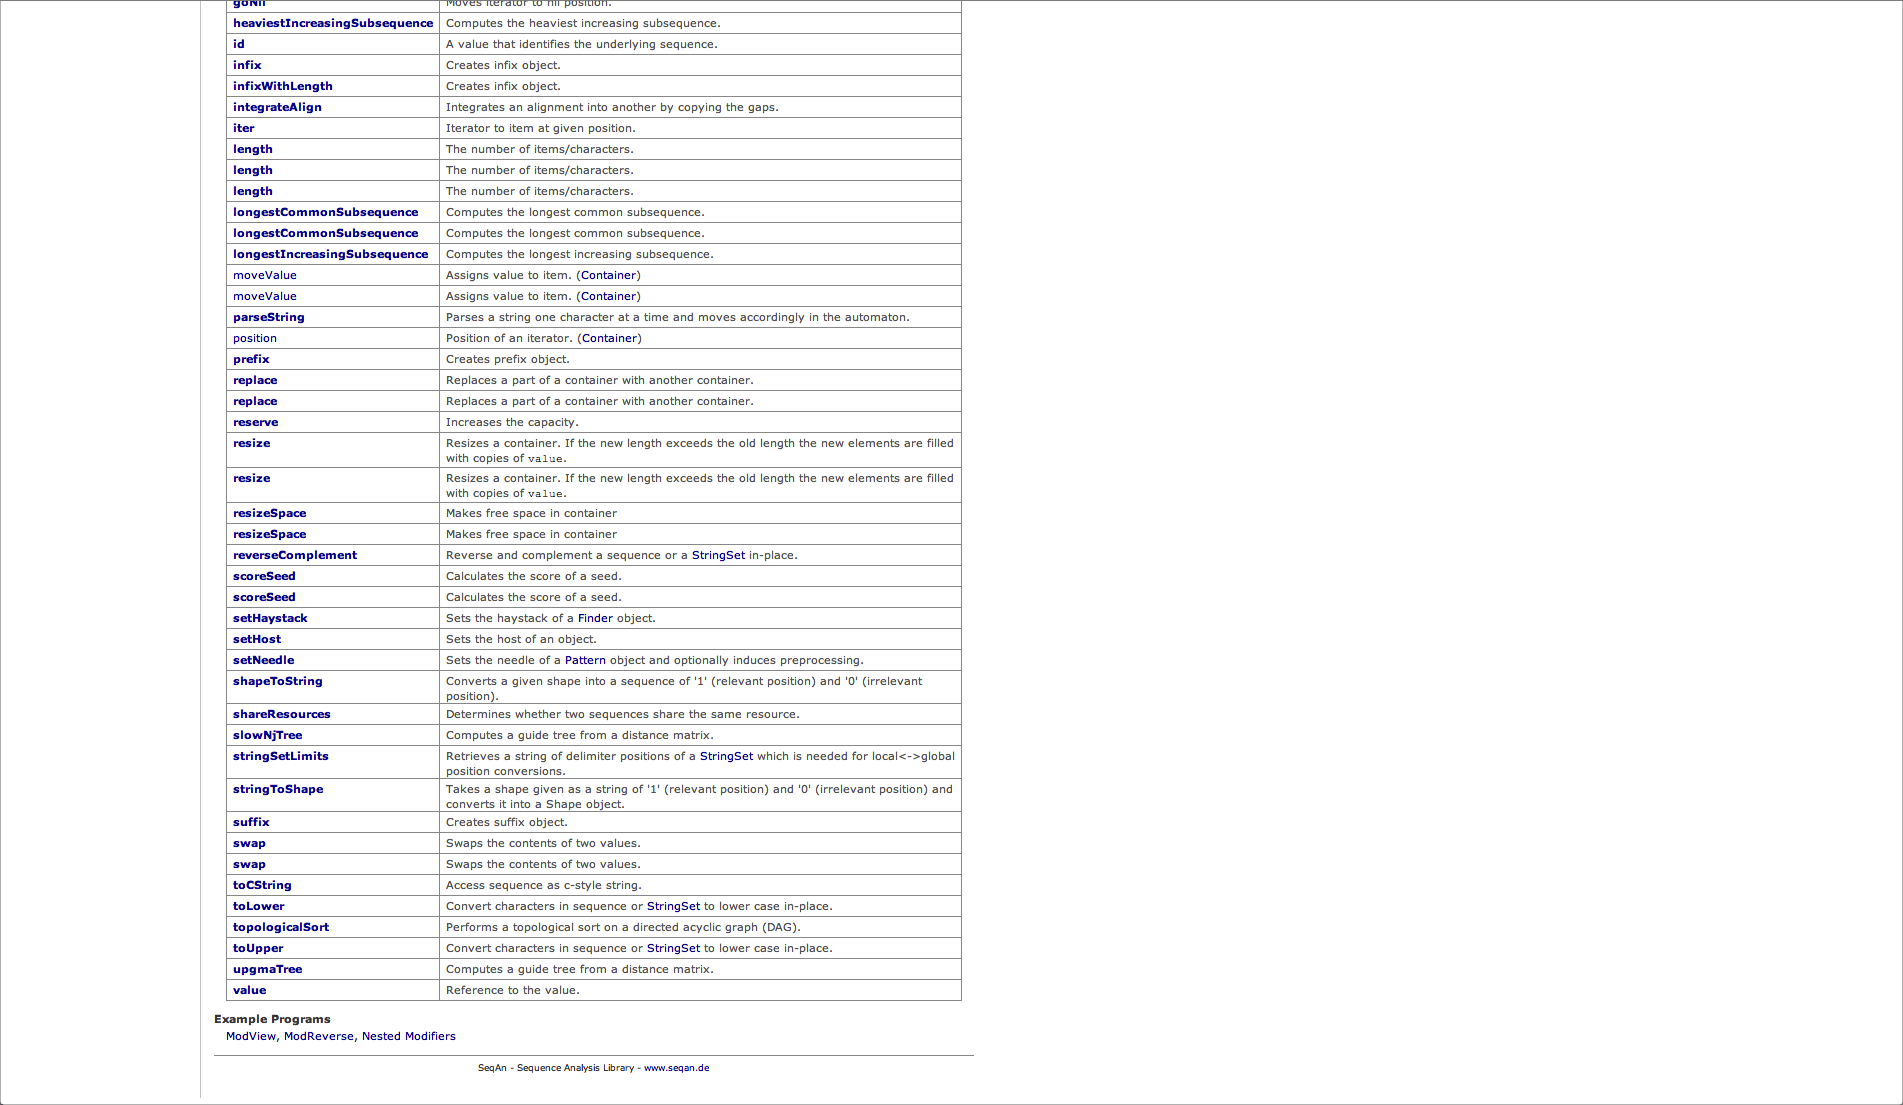 goNil Moves iterator to nil position.
heaviestIncreasingSubsequence Computes the heaviest increasing subsequence.
id A value that identifies the underlying sequence.
infix Creates infix object.
infixWithLength Creates infix object.
integrateAlign Integrates an alignment into another by copying the gaps.
iter Iterator to item at given position.
length The number of items/characters.
length The number of items/characters.
length The number of items/characters.
longestCommonSubsequence Computes the longest common subsequence.
longestCommonSubsequence Computes the longest common subsequence.
longestIncreasingSubsequence Computes the longest increasing subsequence.
moveValue Assigns value to item. (Container)
moveValue Assigns value to item. (Container)
parseString Parses a string one character at a time and moves accordingly in the automaton.
position Position of an iterator. (Container)
prefix Creates prefix object.
replace Replaces a part of a container with another container.
replace Replaces a part of a container with another container.
reserve Increases the capacity.
resize Resizes a container. If the new length exceeds the old length the new elements are filled
with copies of value.
resize Resizes a container. If the new length exceeds the old length the new elements are filled
with copies of value.
resizeSpace Makes free space in container
resizeSpace Makes free space in container
reverseComplement Reverse and complement a sequence or a StringSet in-place.
scoreSeed Calculates the score of a seed.
scoreSeed Calculates the score of a seed.
setHaystack Sets the haystack of a Finder object.
setHost Sets the host of an object.
setNeedle Sets the needle of a Pattern object and optionally induces preprocessing.
shapeToString Converts a given shape into a sequence of '1' (relevant position) and '0' (irrelevant
position).
shareResources Determines whether two sequences share the same resource.
slowNjTree Computes a guide tree from a distance matrix.
stringSetLimits Retrieves a string of delimiter positions of a StringSet which is needed for local<->global
position conversions.
stringToShape Takes a shape given as a string of '1' (relevant position) and '0' (irrelevant position) and
converts it into a Shape object.
suffix Creates suffix object.
swap Swaps the contents of two values.
swap Swaps the contents of two values.
toCString Access sequence as c-style string.
toLower Convert characters in sequence or StringSet to lower case in-place.
topologicalSort Performs a topological sort on a directed acyclic graph (DAG).
toUpper Convert characters in sequence or StringSet to lower case in-place.
upgmaTree Computes a guide tree from a distance matrix.
value Reference to the value.
Example Programs
ModView, ModReverse, Nested Modifiers
SeqAn - Sequence Analysis Library - www.seqan.de